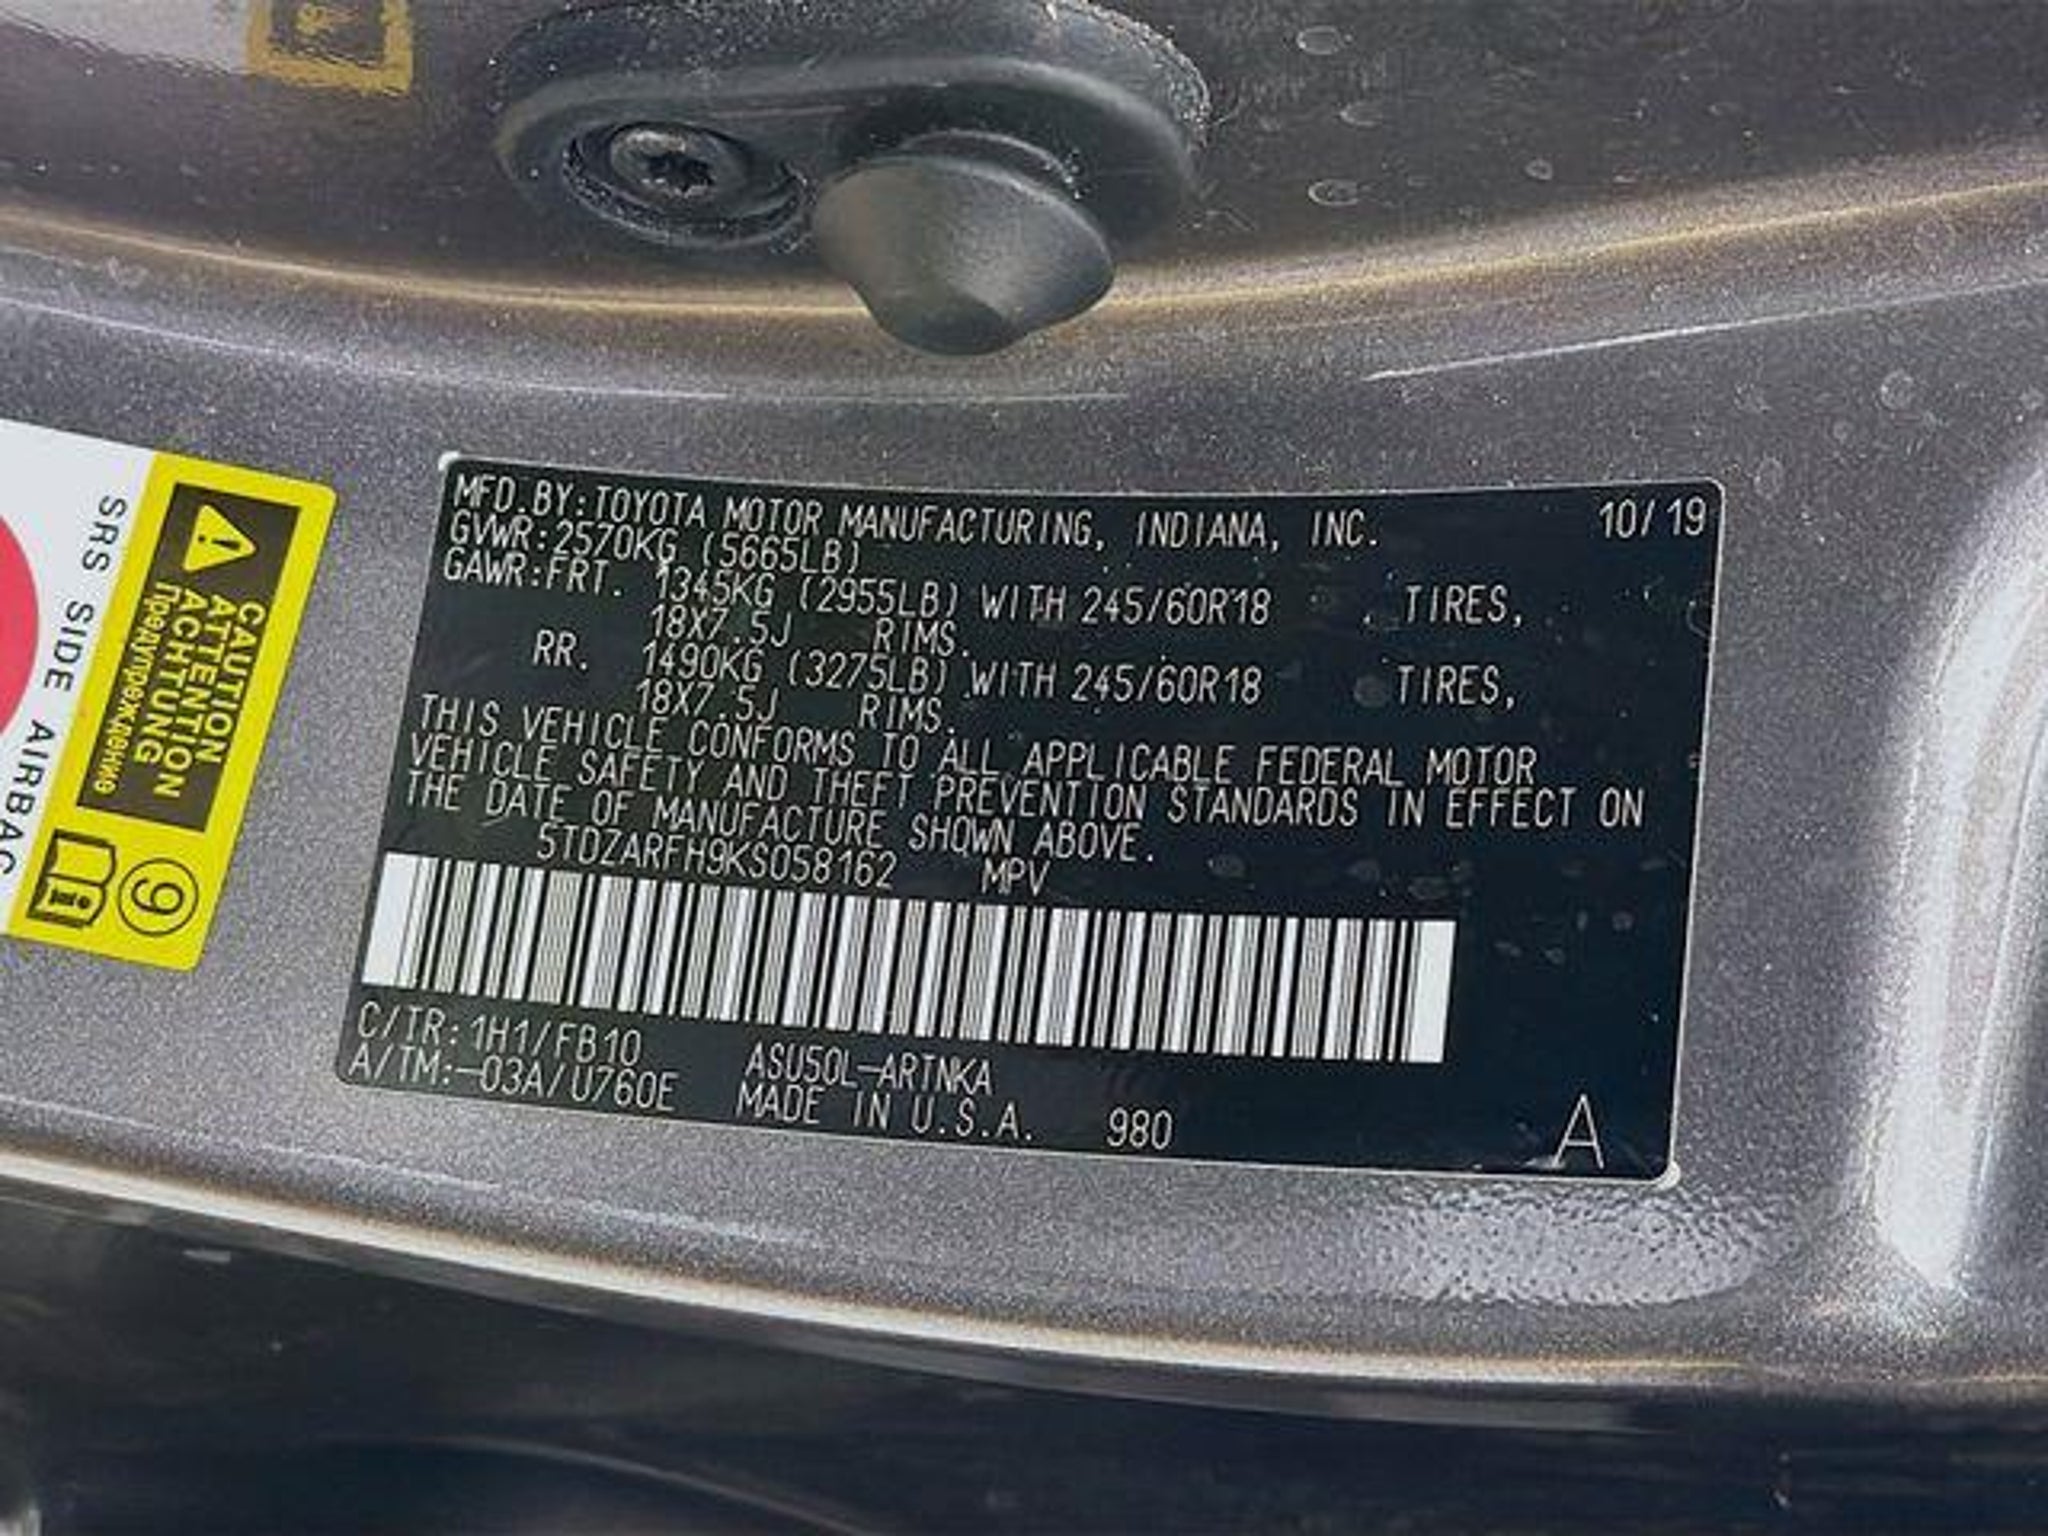 MFD.BY:TOYOTA MOTOR MANUFACTURING, INDIANA, INC. 10/19
GVWR:2570KG (5665LB)
GAWR:FRT. 1345KG (2955LB) WITH 245/60R18 TIRES,
18X7.5J RIMS.
RR. 1490KG (3275LB) WITH 245/60R18 TIRES,
18X7.5J RIMS.
THIS VEHICLE CONFORMS TO ALL APPLICABLE FEDERAL MOTOR
VEHICLE SAFETY AND THEFT PREVENTION STANDARDS IN EFFECT ON
THE DATE OF MANUFACTURE SHOWN ABOVE.
5TDZARFH9KS058162 MPV
C/TR:1H1/FB10 ASU50L-ARTNKA
A/TM:-03A/U760E MADE IN U.S.A. 980
A
CAUTION
ATTENTION
ACHTUNG
Предупреждение
9
SRS SIDE AIRBAG